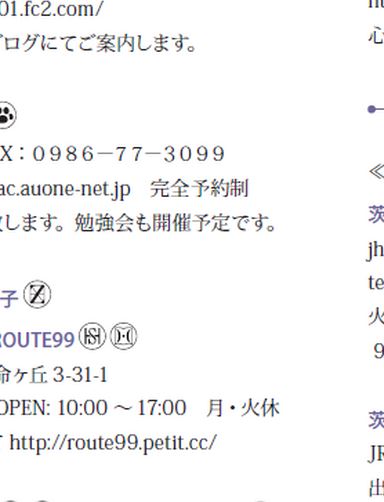 01.fc2.com/
ブログにてご案内します。
X：０９８６－７７－３０９９
ac.auone-net.jp　完全予約制
します。勉強会も開催予定です。
子
ROUTE99
命ヶ丘 3-31-1
OPEN: 10:00 〜 17:00　月・火休
http://route99.petit.cc/
心
≪
茨
jh
te
火
9
茨
JR
出